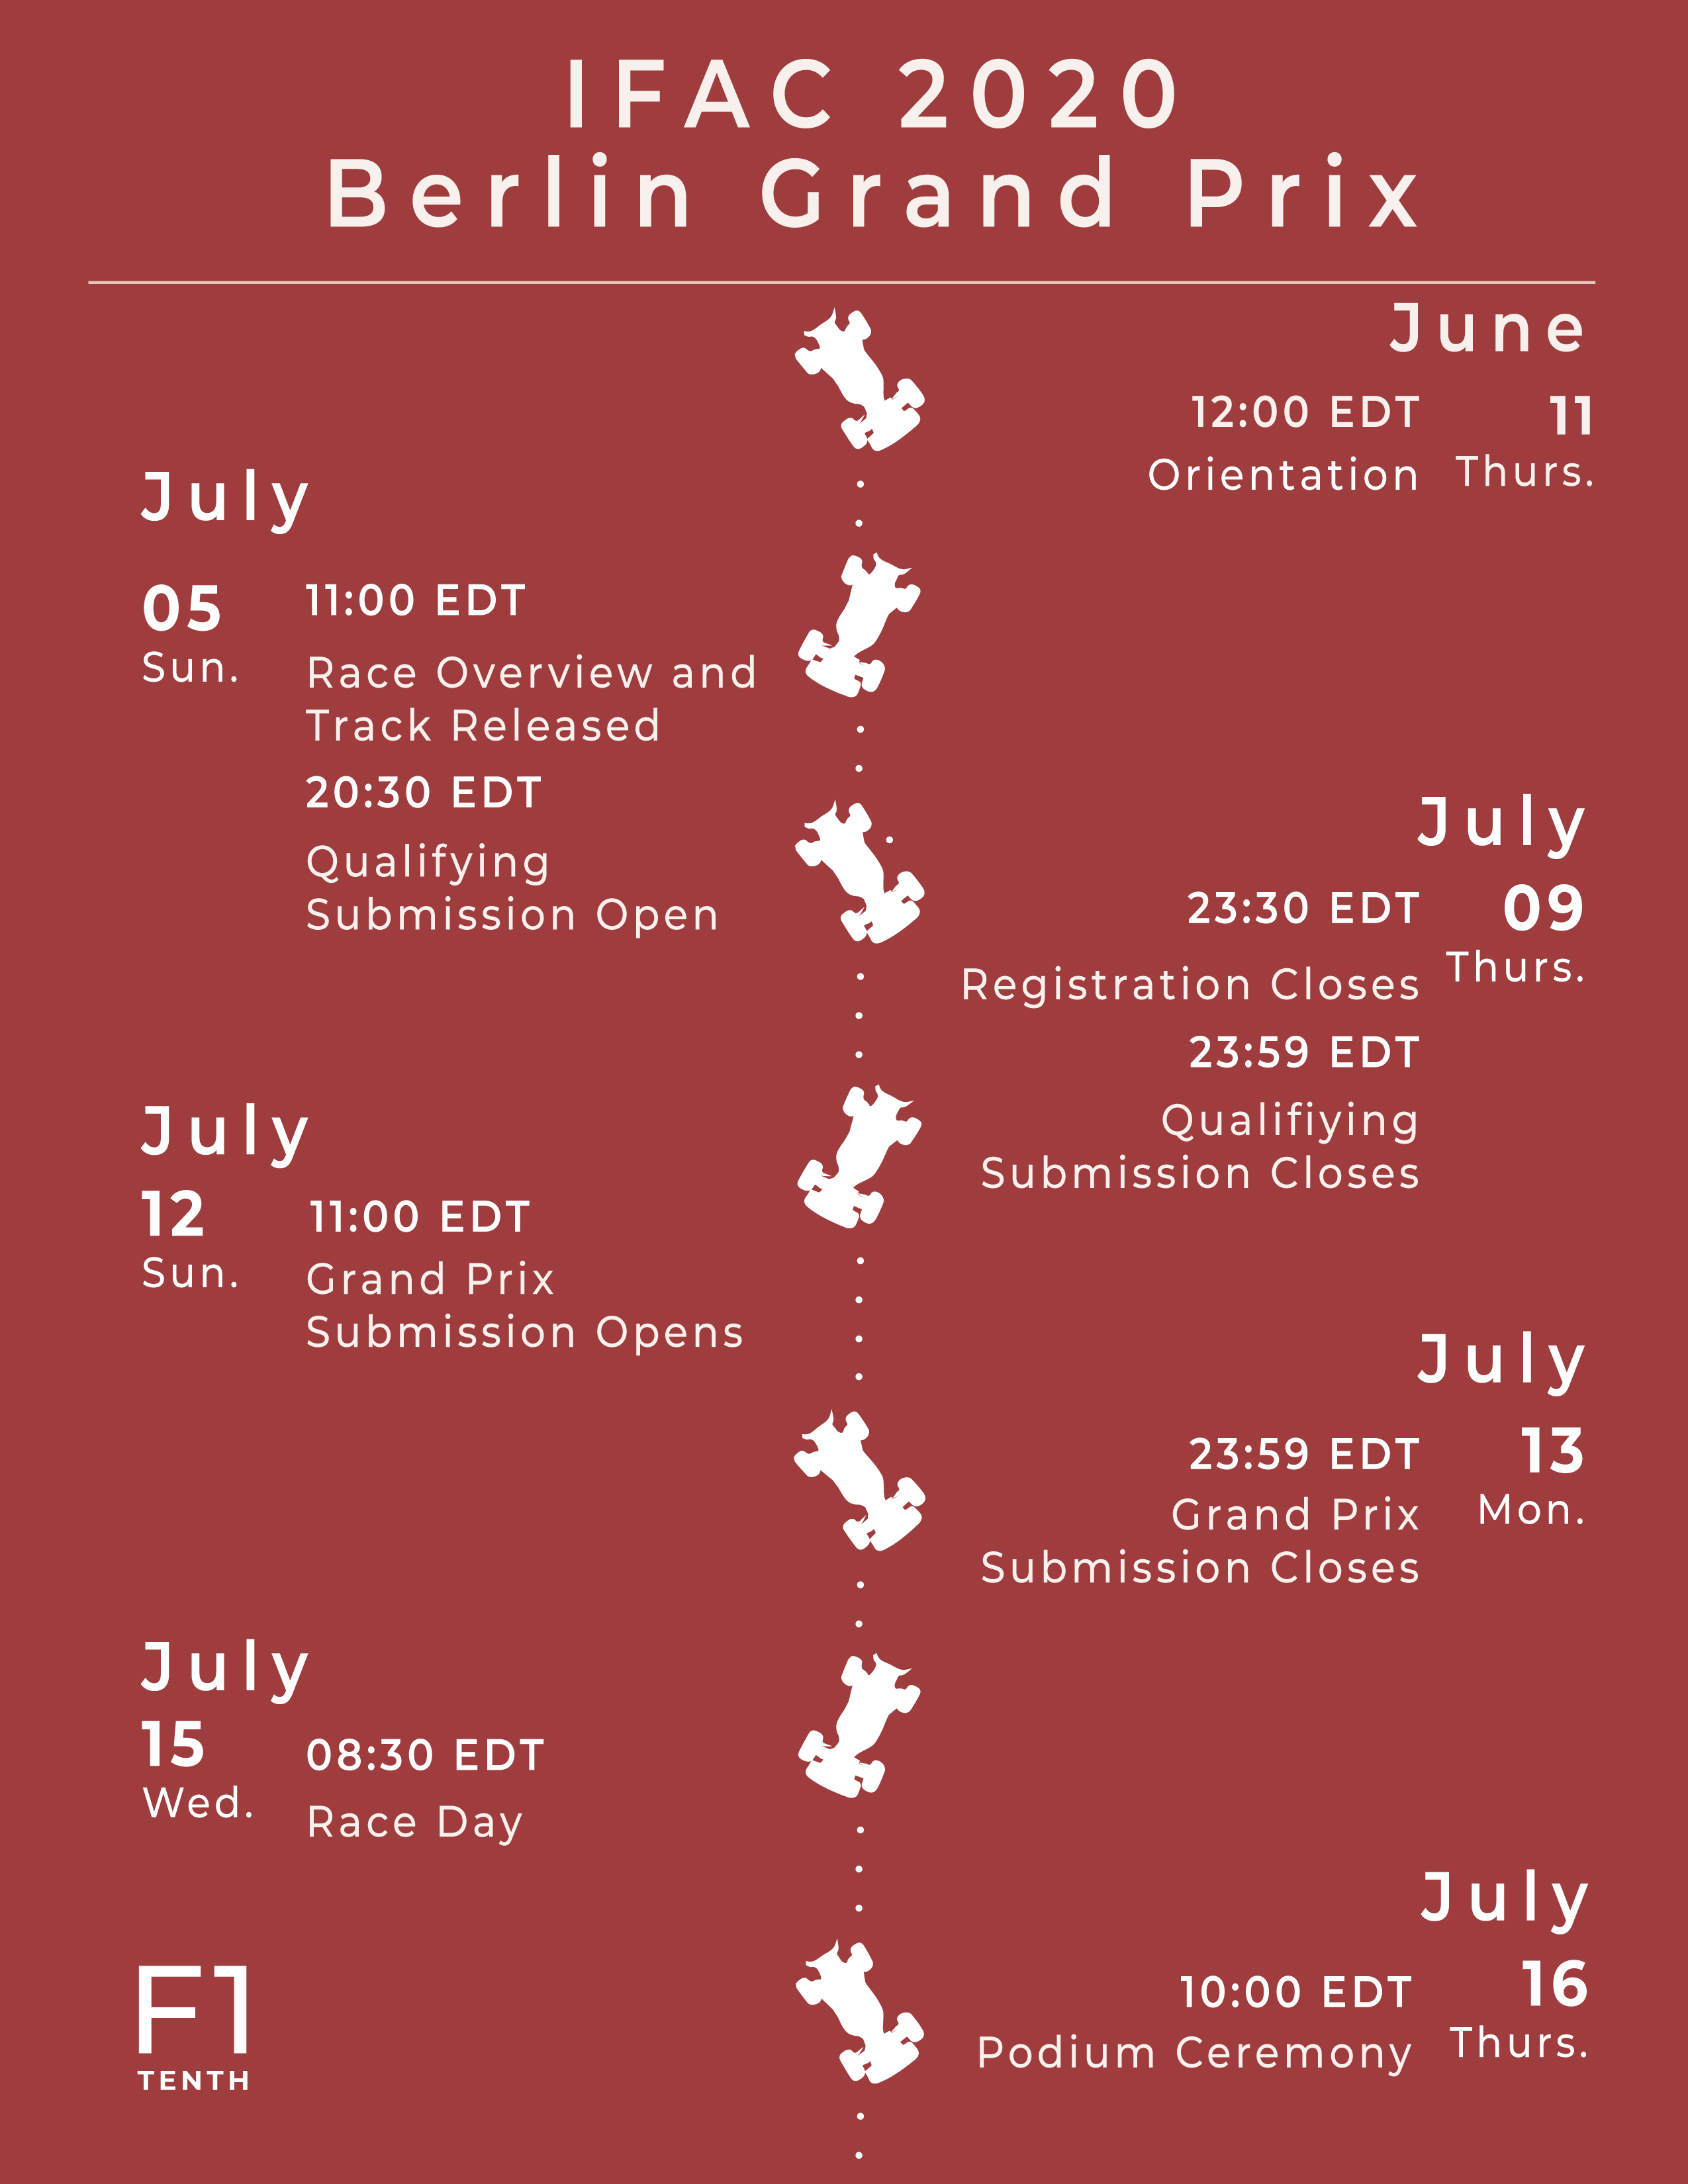 IFAC 2020
Berlin Grand Prix
June
12:00 EDT
11
Orientation
Thurs.
July
05
Sun.
11:00 EDT
Race Overview and
Track Released
20:30 EDT
Qualifying
Submission Open
July
09
Thurs.
23:30 EDT
Registration Closes
23:59 EDT
Qualifiying
Submission Closes
July
12
Sun.
11:00 EDT
Grand Prix
Submission Opens
July
13
Mon.
23:59 EDT
Grand Prix
Submission Closes
July
15
Wed.
08:30 EDT
Race Day
July
16
Thurs.
10:00 EDT
Podium Ceremony
F1
TENTH